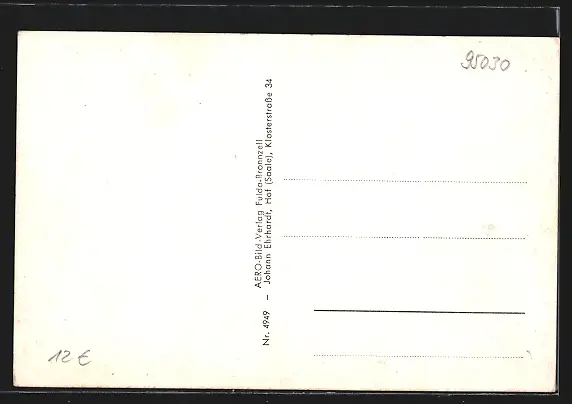 95030
AERO-Bild-Verlag Fulda-Bronnzell
Nr. 4949 – Johann Ehrhardt, Hof (Saale), Klosterstraße 34
12 €